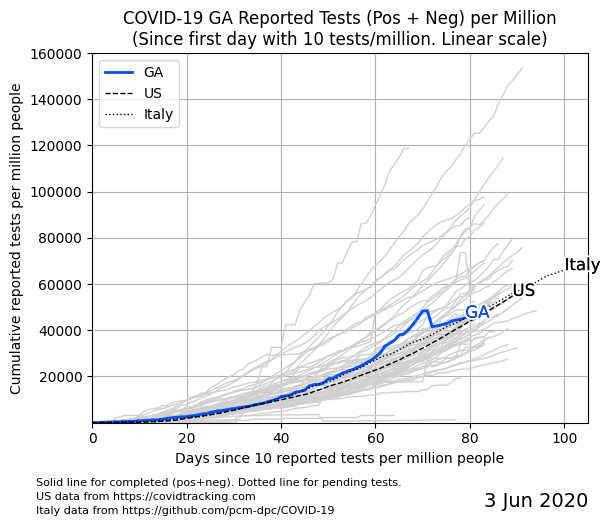 COVID-19 GA Reported Tests (Pos + Neg) per Million
(Since first day with 10 tests/million. Linear scale)
160000
140000
120000
100000
80000
60000
40000
20000
Cumulative reported tests per million people
GA
US
Italy
Italy
US
GA
0
20
40
60
80
100
Days since 10 reported tests per million people
Solid line for completed (pos+neg). Dotted line for pending tests.
US data from https://covidtracking.com
Italy data from https://github.com/pcm-dpc/COVID-19
3 Jun 2020